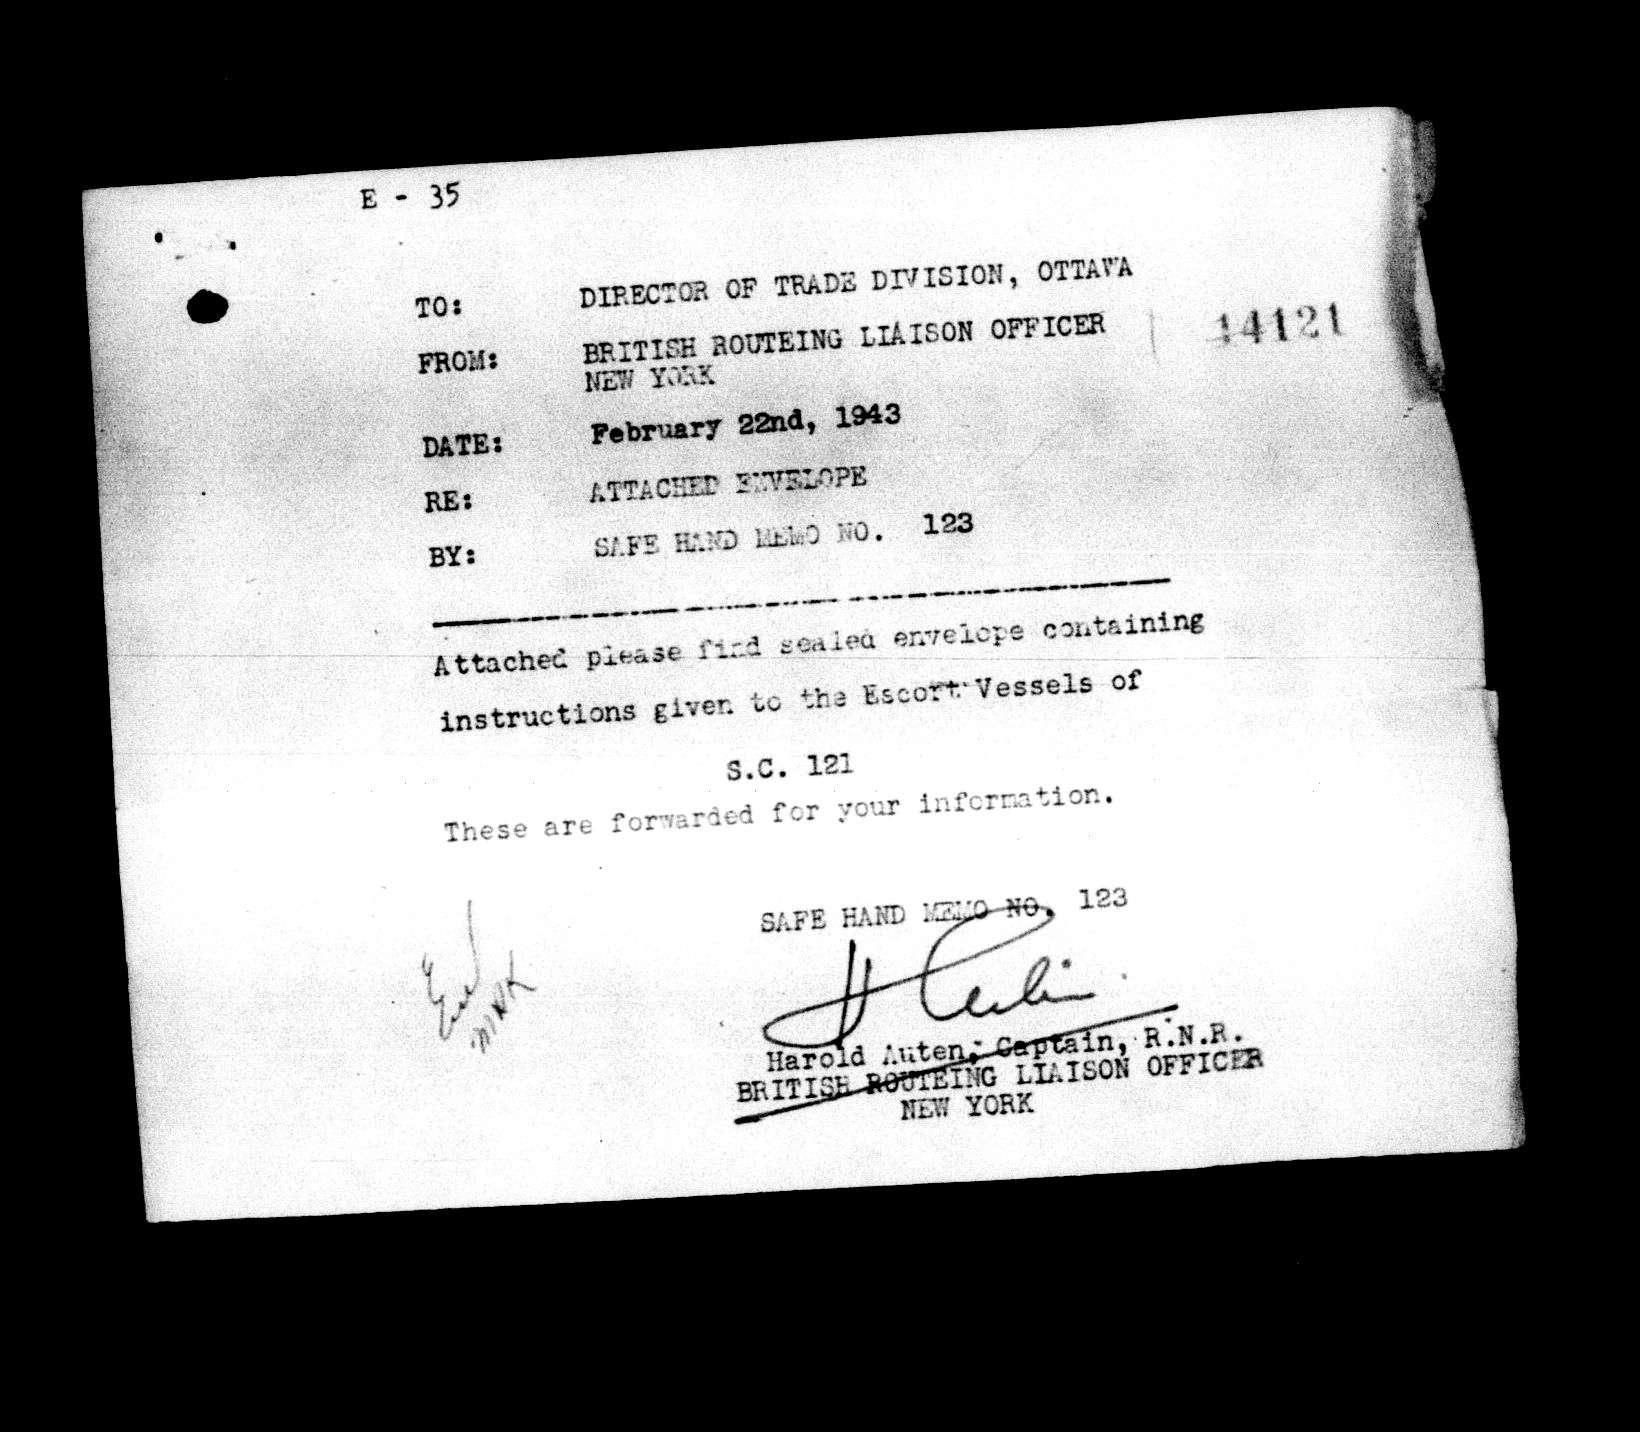 E - 35
TO: DIRECTOR OF TRADE DIVISION, OTTAWA
FROM: BRITISH ROUTEING LIAISON OFFICER
NEW YORK
14121
DATE: February 22nd, 1943
RE: ATTACHED ENVELOPE
BY: SAFE HAND MEMO NO. 123
Attached please find sealed envelope containing
instructions given to the Escort Vessels of
S.C. 121
These are forwarded for your information.
SAFE HAND MEMO NO. 123
Harold Auten, Captain, R.N.R.
BRITISH ROUTEING LIAISON OFFICER
NEW YORK